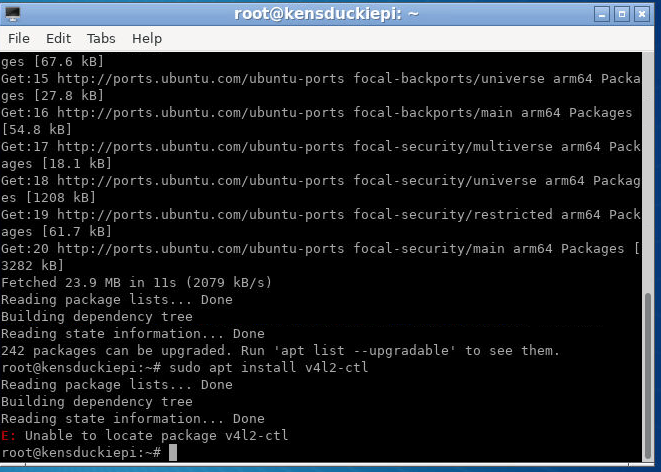 root@kensduckiepi: ~
File Edit Tabs Help
ges [67.6 kB]
Get:15 http://ports.ubuntu.com/ubuntu-ports focal-backports/universe arm64 Packa
ges [27.8 kB]
Get:16 http://ports.ubuntu.com/ubuntu-ports focal-backports/main arm64 Packages
[54.8 kB]
Get:17 http://ports.ubuntu.com/ubuntu-ports focal-security/multiverse arm64 Pack
ages [18.1 kB]
Get:18 http://ports.ubuntu.com/ubuntu-ports focal-security/universe arm64 Packag
es [1208 kB]
Get:19 http://ports.ubuntu.com/ubuntu-ports focal-security/restricted arm64 Pack
ages [61.7 kB]
Get:20 http://ports.ubuntu.com/ubuntu-ports focal-security/main arm64 Packages [
3282 kB]
Fetched 23.9 MB in 11s (2079 kB/s)
Reading package lists... Done
Building dependency tree
Reading state information... Done
242 packages can be upgraded. Run 'apt list --upgradable' to see them.
root@kensduckiepi:~# sudo apt install v4l2-ctl
Reading package lists... Done
Building dependency tree
Reading state information... Done
E: Unable to locate package v4l2-ctl
root@kensduckiepi:~#